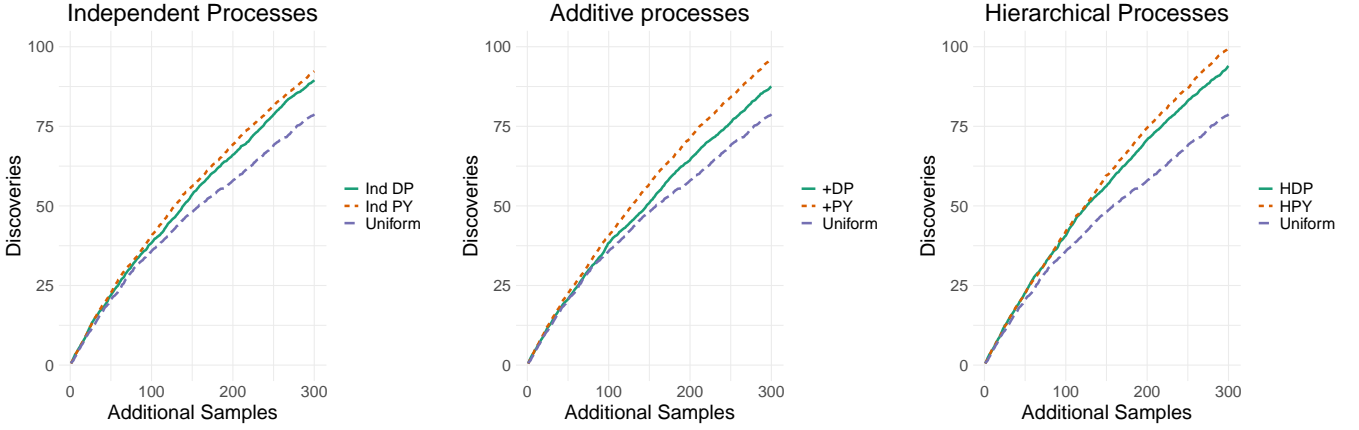 Independent Processes
100
75
50
25
0
Discoveries
0 100 200 300
Additional Samples
Ind DP
Ind PY
Uniform
Additive processes
100
75
50
25
0
Discoveries
0 100 200 300
Additional Samples
+DP
+PY
Uniform
Hierarchical Processes
100
75
50
25
0
Discoveries
0 100 200 300
Additional Samples
HDP
HPY
Uniform